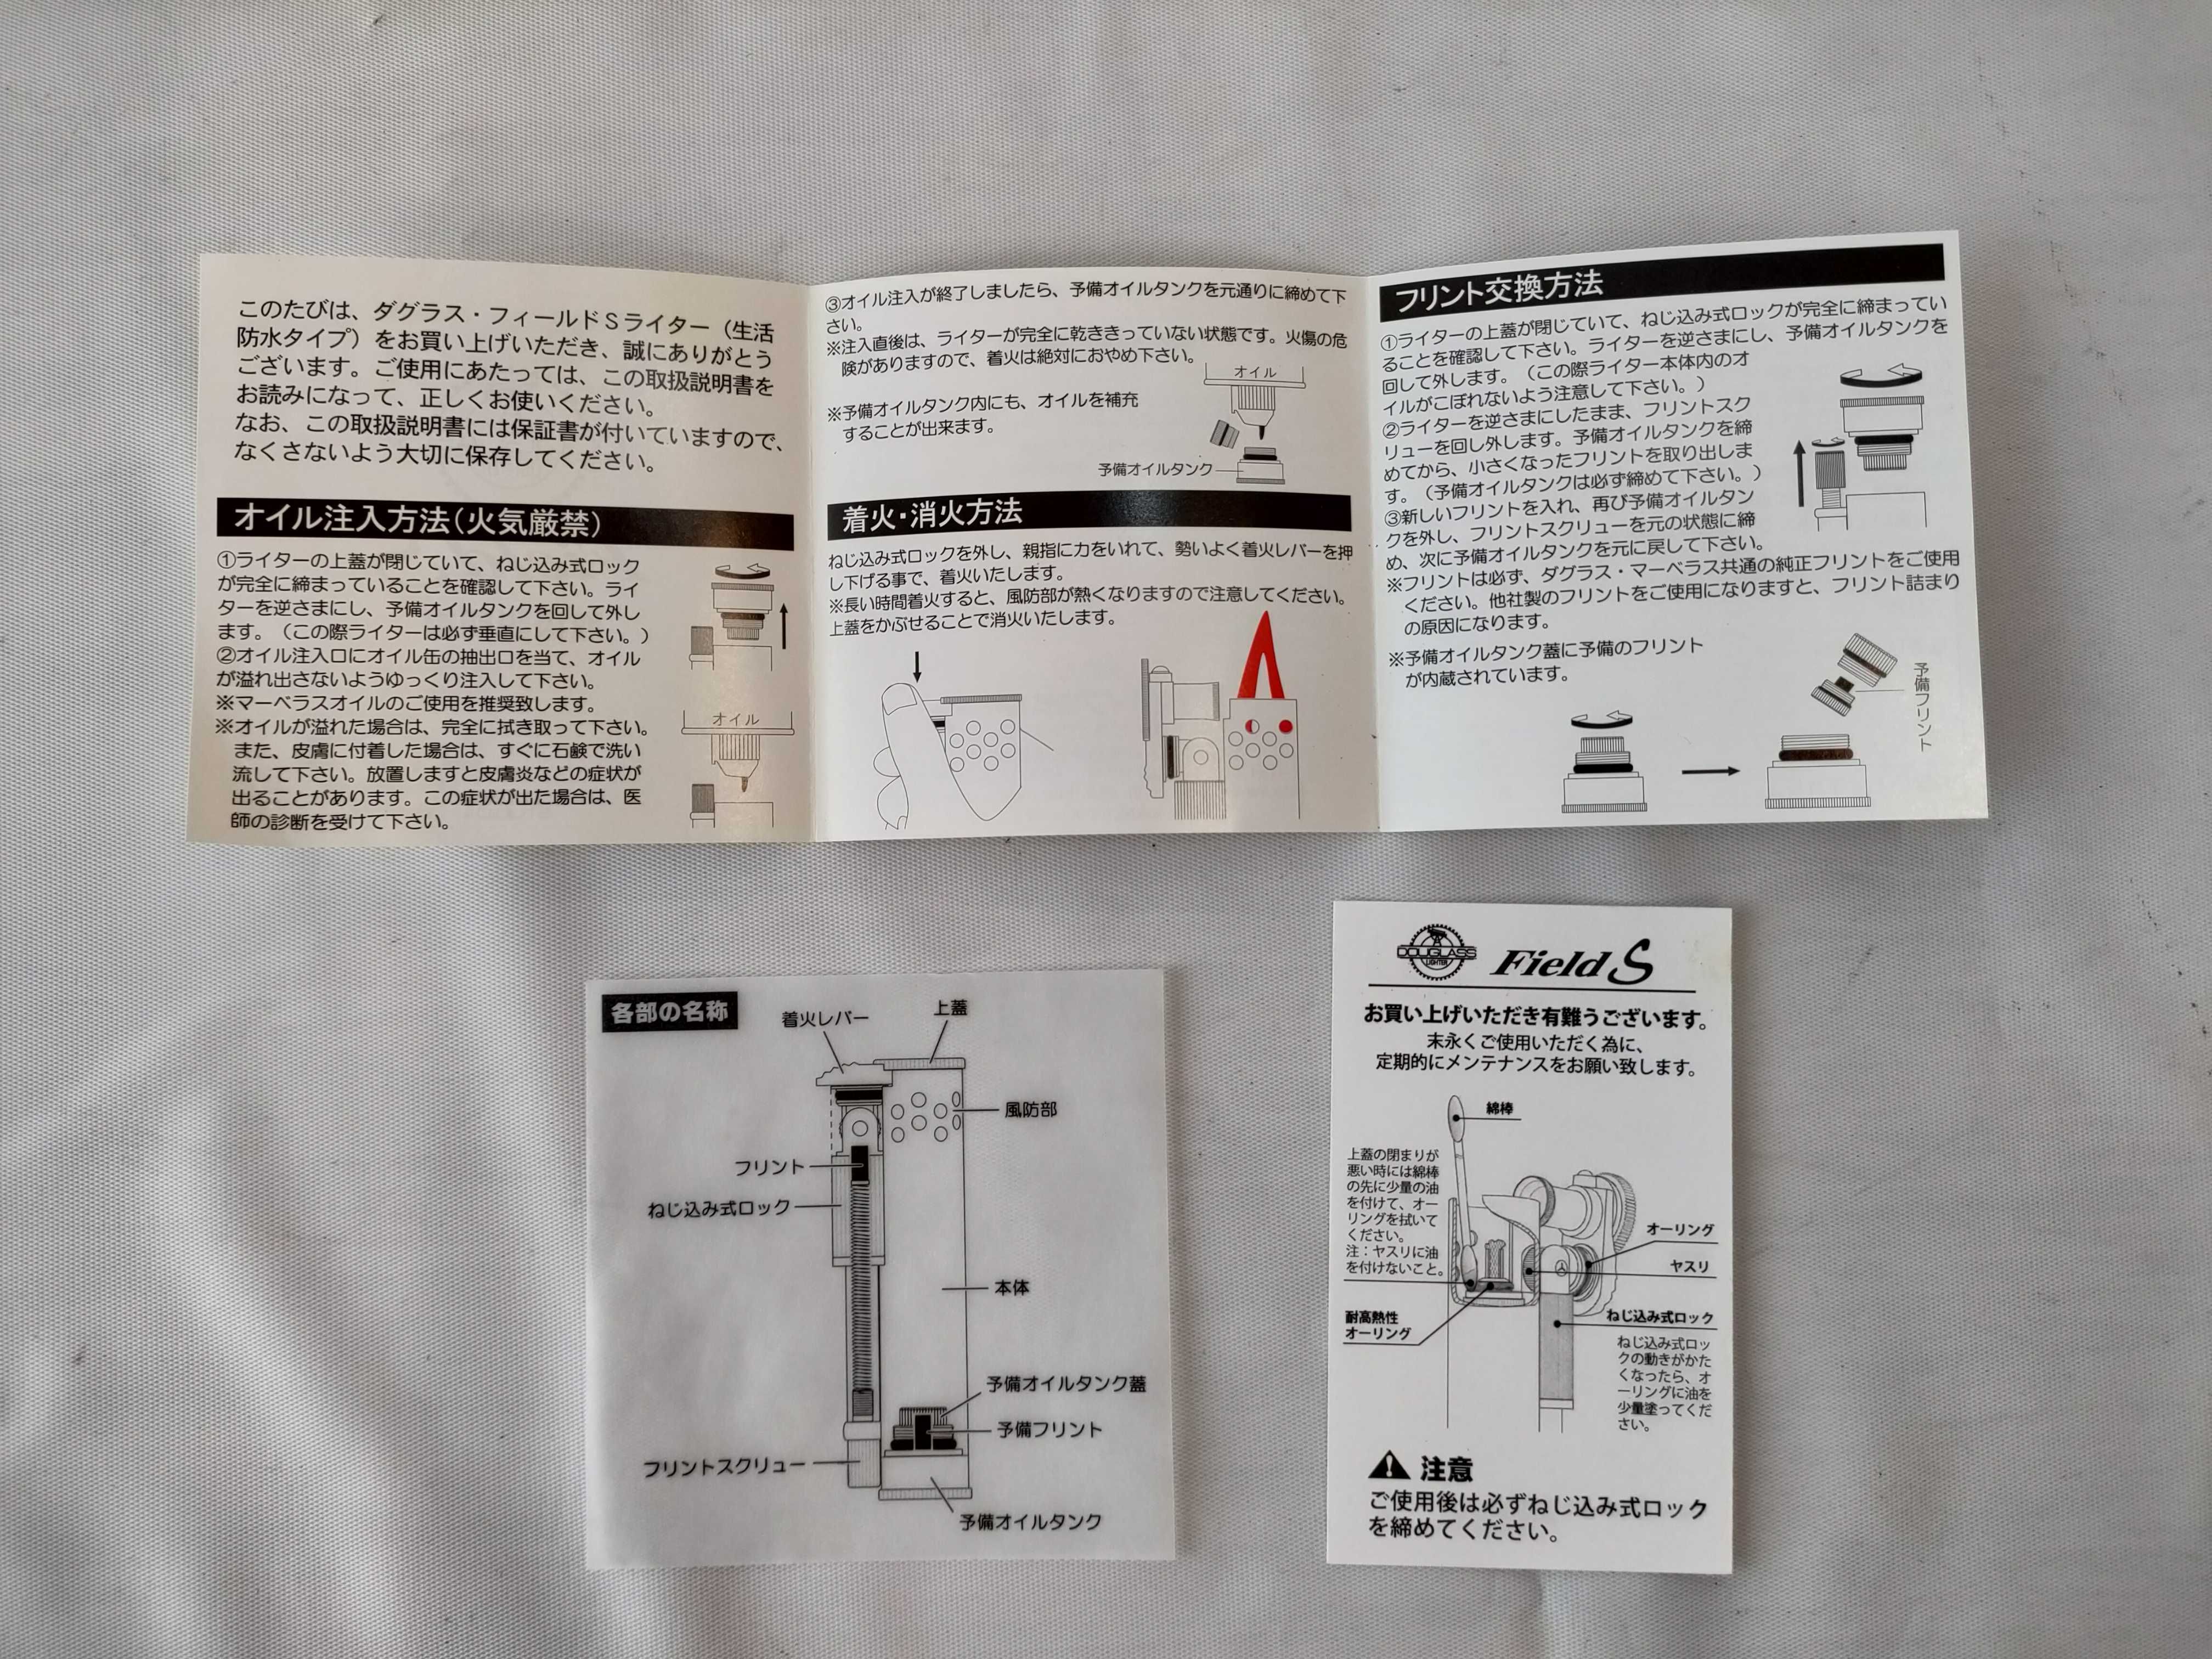 このたびは、ダグラス・フィールドSライター（生活
防水タイプ）をお買い上げいただき、誠にありがとう
ございます。ご使用にあたっては、この取扱説明書を
お読みになって、正しくお使いください。
なお、この取扱説明書には保証書が付いていますので、
なくさないよう大切に保存してください。
オイル注入方法（火気厳禁）
①ライターの上蓋が閉じていて、ねじ込み式ロック
が完全に締まっていることを確認して下さい。ライ
ターを逆さまにし、予備オイルタンクを回して外し
ます。（この際ライターは必ず垂直にして下さい。）
②オイル注入口にオイル缶の抽出口を当て、オイル
が溢れ出さないようゆっくり注入して下さい。
※マーベラスオイルのご使用を推奨致します。
※オイルが溢れた場合は、完全に拭き取って下さい。
また、皮膚に付着した場合は、すぐに石鹸で洗い
流して下さい。放置しますと皮膚炎などの症状が
出ることがあります。この症状が出た場合は、医
師の診断を受けて下さい。
オイル
③オイル注入が終了しましたら、予備オイルタンクを元通りに締めて下
さい。
※注入直後は、ライターが完全に乾ききっていない状態です。火傷の危
険がありますので、着火は絶対におやめ下さい。
※予備オイルタンク内にも、オイルを補充
することが出来ます。
オイル
予備オイルタンク
着火・消火方法
ねじ込み式ロックを外し、親指に力をいれて、勢いよく着火レバーを押
し下げる事で、着火いたします。
※長い時間着火すると、風防部が熱くなりますので注意してください。
上蓋をかぶせることで消火いたします。
フリント交換方法
①ライターの上蓋が閉じていて、ねじ込み式ロックが完全に締まってい
ることを確認して下さい。ライターを逆さまにし、予備オイルタンクを
回して外します。（この際ライター本体内のオ
イルがこぼれないよう注意して下さい。）
②ライターを逆さまにしたまま、フリントスク
リューを回し外します。予備オイルタンクを締
めてから、小さくなったフリントを取り出しま
す。（予備オイルタンクは必ず締めて下さい。）
③新しいフリントを入れ、再び予備オイルタン
クを外し、フリントスクリューを元の状態に締
め、次に予備オイルタンクを元に戻して下さい。
※フリントは必ず、ダグラス・マーベラス共通の純正フリントをご使用
ください。他社製のフリントをご使用になりますと、フリント詰まり
の原因になります。
※予備オイルタンク蓋に予備のフリント
が内蔵されています。
予備フリント
各部の名称
着火レバー
上蓋
風防部
フリント
ねじ込み式ロック
本体
予備オイルタンク蓋
予備フリント
フリントスクリュー
予備オイルタンク
DOUGLASS
LIGHTER
Field S
お買い上げいただき有難うございます。
末永くご使用いただく為に、
定期的にメンテナンスをお願い致します。
綿棒
上蓋の閉まりが
悪い時には綿棒
の先に少量の油
を付けて、オー
リングを拭いて
ください。
注：ヤスリに油
を付けないこと。
オーリング
ヤスリ
耐高熱性
オーリング
ねじ込み式ロック
ねじ込み式ロッ
クの動きがかた
くなったら、オ
ーリングに油を
少量塗ってくだ
さい。
注意
ご使用後は必ずねじ込み式ロック
を締めてください。